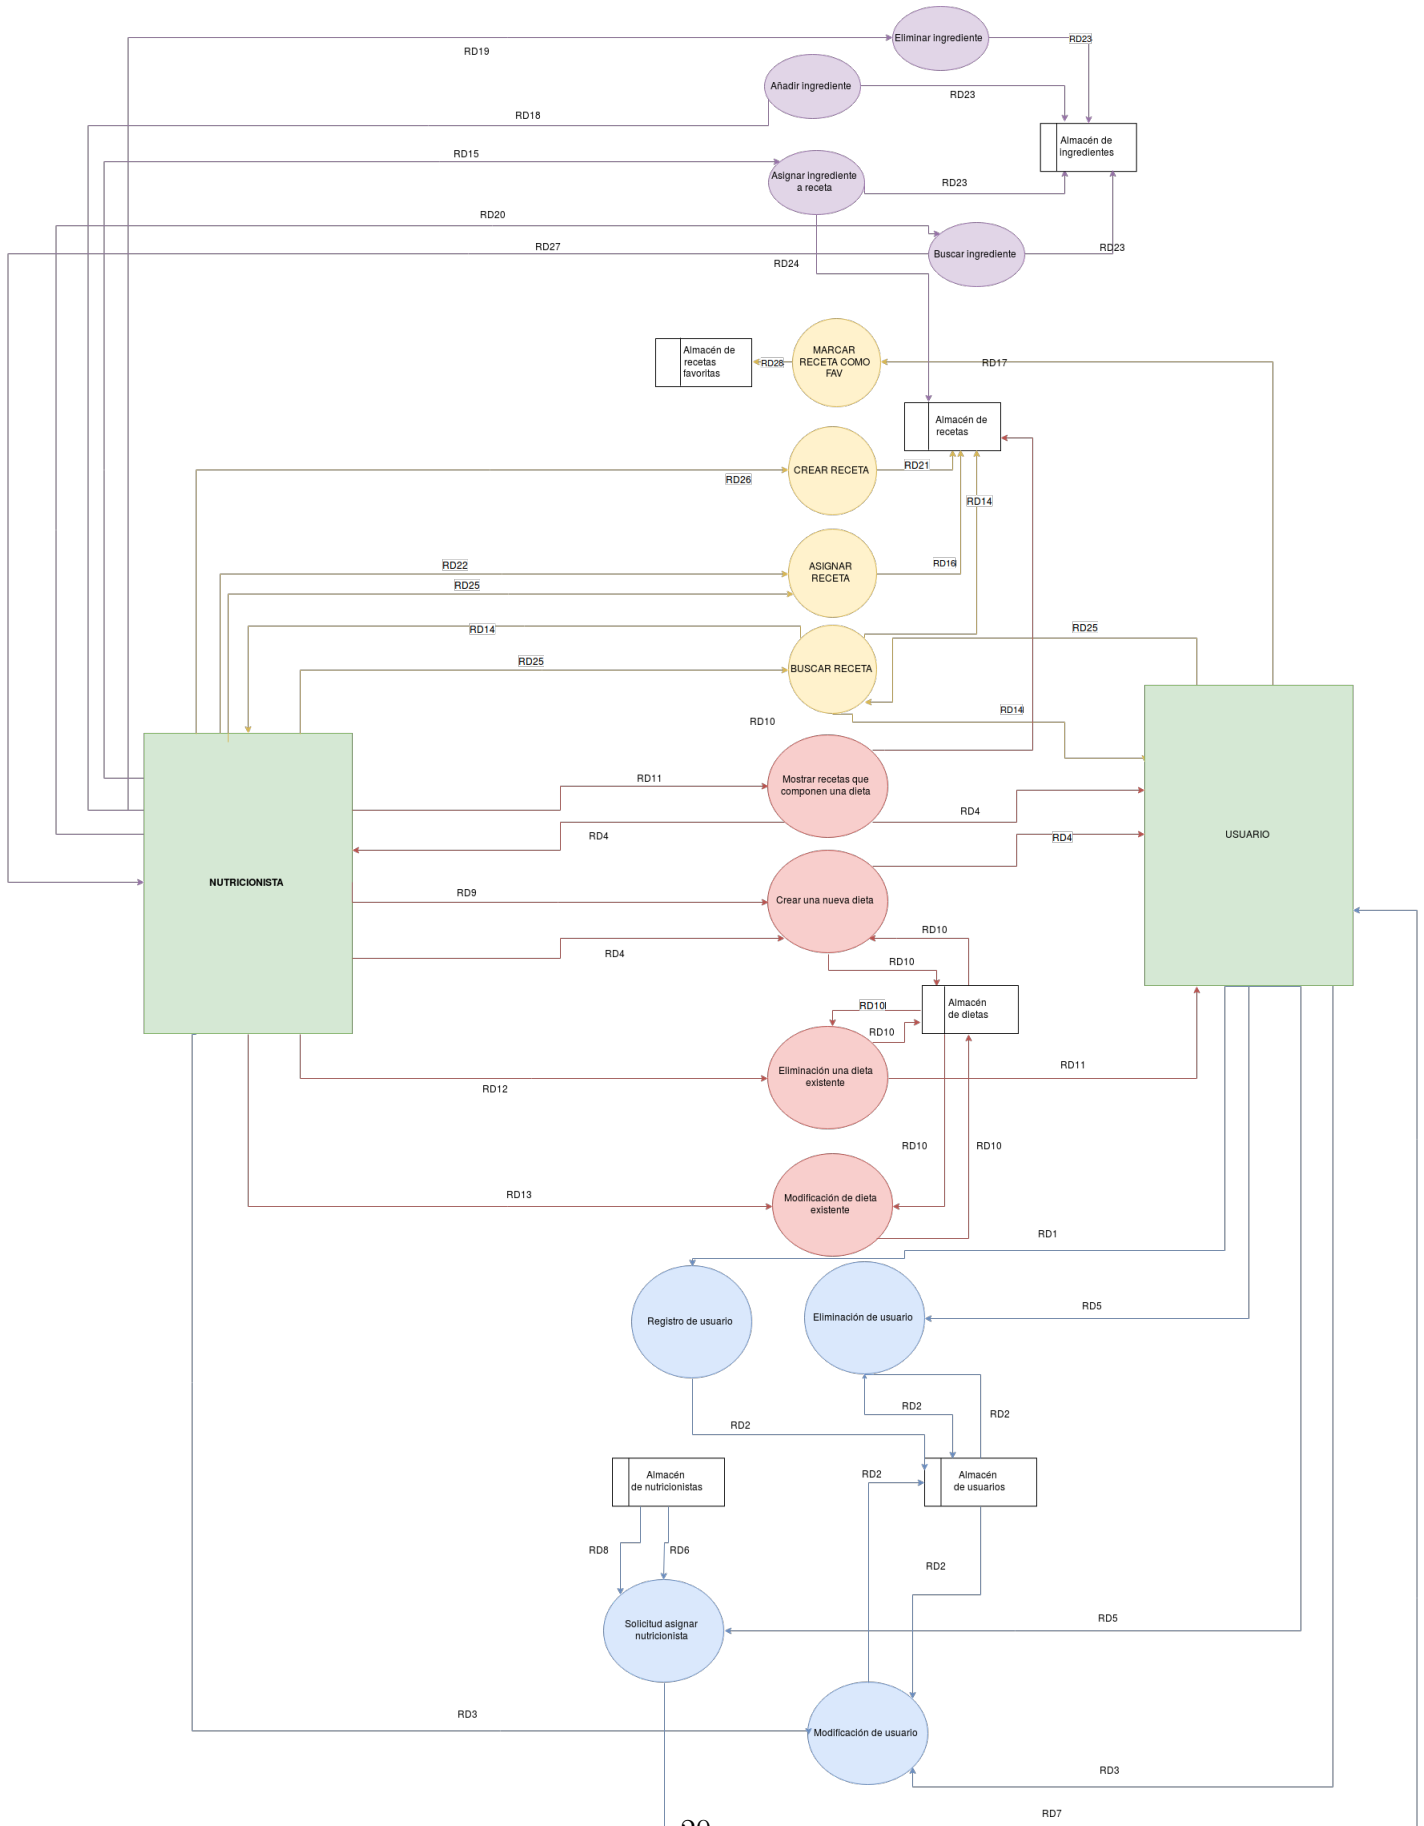 Eliminar ingrediente
RD23
RD19
Añadir ingrediente
RD23
RD18
Almacén de
ingredientes
RD15
Asignar ingrediente
a receta
RD23
RD20
RD27
Buscar ingrediente
RD23
RD24
Almacén de
recetas
favoritas
RD28
MARCAR
RECETA COMO
FAV
RD17
Almacén de
recetas
CREAR RECETA
RD21
RD26
RD14
RD22
ASIGNAR
RECETA
RD16
RD25
RD14
RD25
RD25
BUSCAR RECETA
RD14
RD10
Mostrar recetas que
componen una dieta
RD11
RD4
RD4
RD4
USUARIO
NUTRICIONISTA
RD9
Crear una nueva dieta
RD4
RD10
RD10
RD10
Almacén
de dietas
RD10
Eliminación una dieta
existente
RD11
RD12
RD10
RD10
RD13
Modificación de dieta
existente
RD1
Registro de usuario
Eliminación de usuario
RD5
RD2
RD2
RD2
Almacén
de nutricionistas
RD2
Almacén
de usuarios
RD8
RD6
RD2
Solicitud asignar
nutricionista
RD5
RD3
Modificación de usuario
RD3
RD7